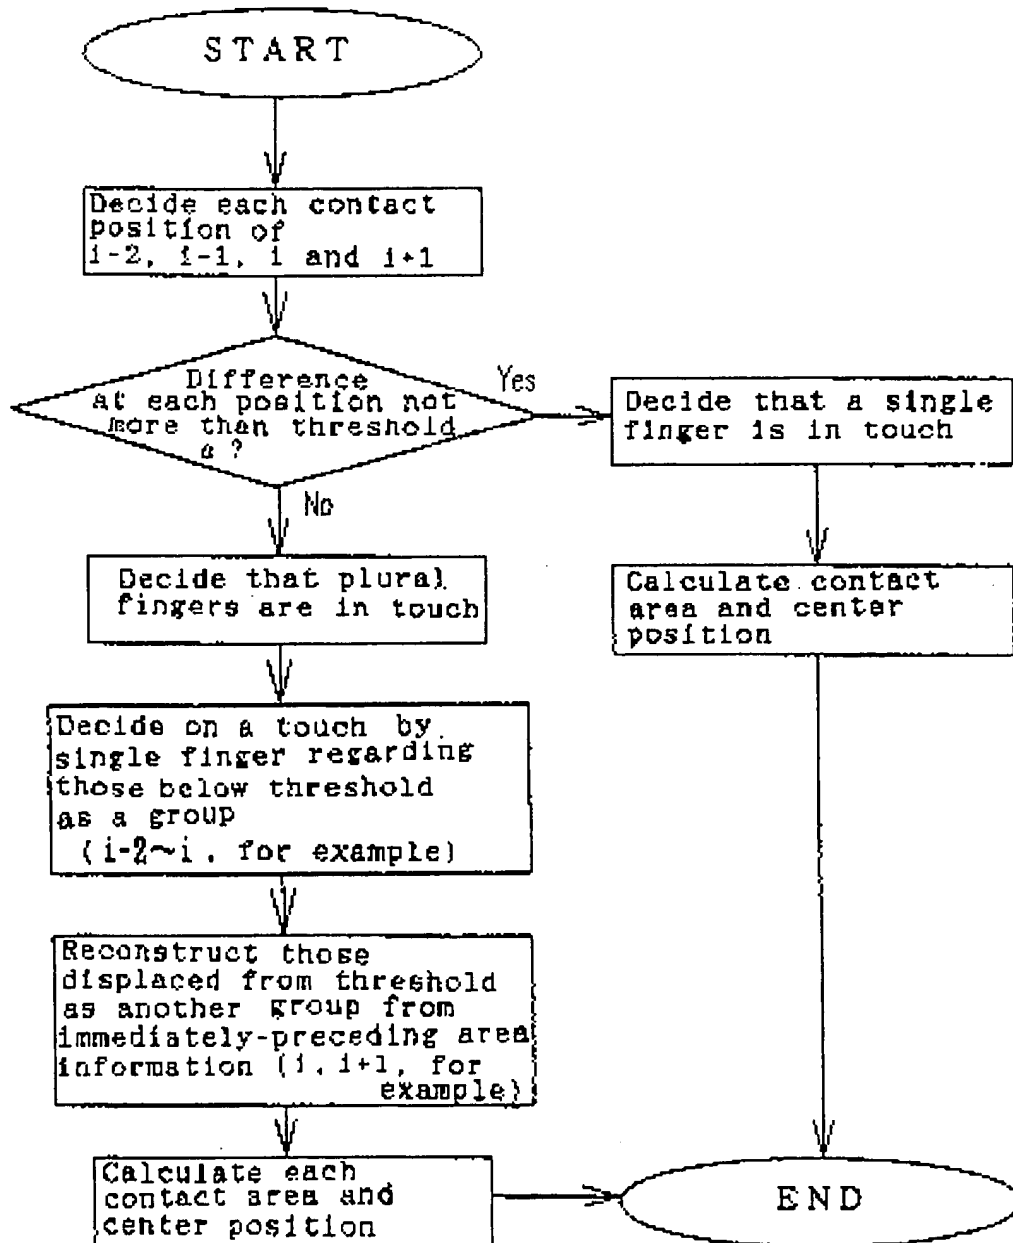 START
Decide each contact
position of
i-2, i-1, i and i+1
Difference
at each position not
more than threshold
a ?
Yes
Decide that a single
finger is in touch
No
Decide that plural
fingers are in touch
Calculate contact
area and center
position
Decide on a touch by
single finger regarding
those below threshold
as a group
(i-2~i, for example)
Reconstruct those
displaced from threshold
as another group from
immediately-preceding area
information (i, i+1, for
example)
Calculate each
contact area and
center position
END